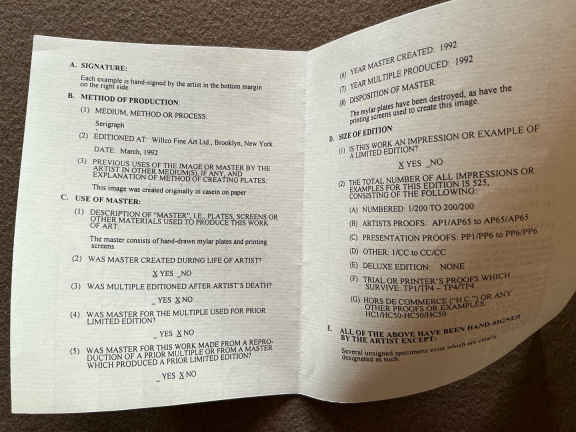 A. SIGNATURE:
Each example is hand-signed by the artist in the bottom margin
on the right side.
B. METHOD OF PRODUCTION:
(1) MEDIUM, METHOD OR PROCESS:
Serigraph
(2) EDITIONED AT: Willco Fine Art Ltd., Brooklyn, New York
DATE: March, 1992
(3) PREVIOUS USES OF THE IMAGE OR MASTER BY THE
ARTIST IN OTHER MEDIUM(S), IF ANY, AND
EXPLANATION OF METHOD OF CREATING PLATES.
This image was created originally in casein on paper
C. USE OF MASTER:
(1) DESCRIPTION OF "MASTER", I.E., PLATES, SCREENS OR
OTHER MATERIALS USED TO PRODUCE THIS WORK
OF ART.
The master consists of hand-drawn mylar plates and printing
screens
(2) WAS MASTER CREATED DURING LIFE OF ARTIST?
X YES _NO
(3) WAS MULTIPLE EDITIONED AFTER ARTIST'S DEATH?
_ YES X NO
(4) WAS MASTER FOR THE MULTIPLE USED FOR PRIOR
LIMITED EDITION?
_ YES X NO
(5) WAS MASTER FOR THIS WORK MADE FROM A REPRO-
DUCTION OF A PRIOR MULTIPLE OR FROM A MASTER
WHICH PRODUCED A PRIOR LIMITED EDITION?
_ YES X NO
(6) YEAR MASTER CREATED: 1992
(7) YEAR MULTIPLE PRODUCED: 1992
(8) DISPOSITION OF MASTER:
The mylar plates have been destroyed, as have the
printing screens used to create this image.
D. SIZE OF EDITION
(1) IS THIS WORK AN IMPRESSION OR EXAMPLE OF
A LIMITED EDITION?
X YES _NO
(2) THE TOTAL NUMBER OF ALL IMPRESSIONS OR
EXAMPLES FOR THIS EDITION IS 525,
CONSISTING OF THE FOLLOWING:
(A) NUMBERED: 1/200 TO 200/200
(B) ARTISTS PROOFS: AP1/AP65 to AP65/AP65
(C) PRESENTATION PROOFS: PP1/PP6 to PP6/PP6
(D) OTHER: 1/CC to CC/CC
(E) DELUXE EDITION: NONE
(F) TRIAL OR PRINTER'S PROOFS WHICH
SURVIVE: TP1/TP4 – TP4/TP4
(G) HORS DE COMMERCE ("H.C.") OR ANY
OTHER PROOFS OR EXAMPLES:
HC1/HC50-HC50/HC50
E. ALL OF THE ABOVE HAVE BEEN HAND-SIGNED
BY THE ARTIST EXCEPT:
Several unsigned specimens exist which are clearly
designated as such.